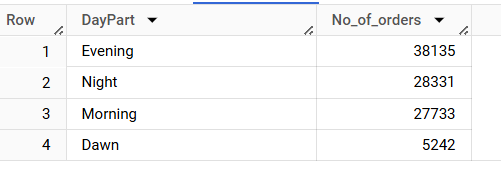 Row DayPart No_of_orders
1 Evening 38135
2 Night 28331
3 Morning 27733
4 Dawn 5242